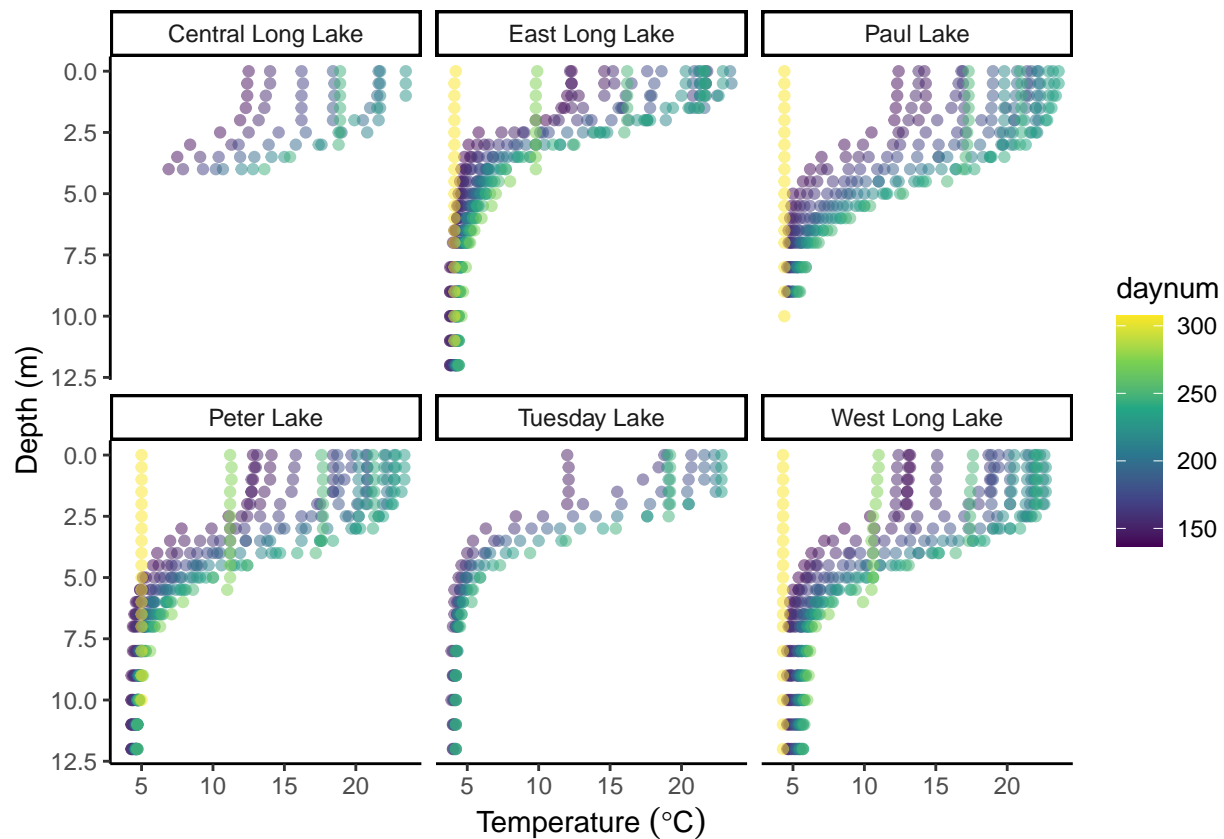 Central Long Lake
East Long Lake
Paul Lake
0.0
2.5
5.0
7.5
10.0
12.5
Peter Lake
Tuesday Lake
West Long Lake
0.0
2.5
5.0
7.5
10.0
12.5
5 10 15 20
5 10 15 20
5 10 15 20
Temperature (°C)
Depth (m)
daynum
300
250
200
150